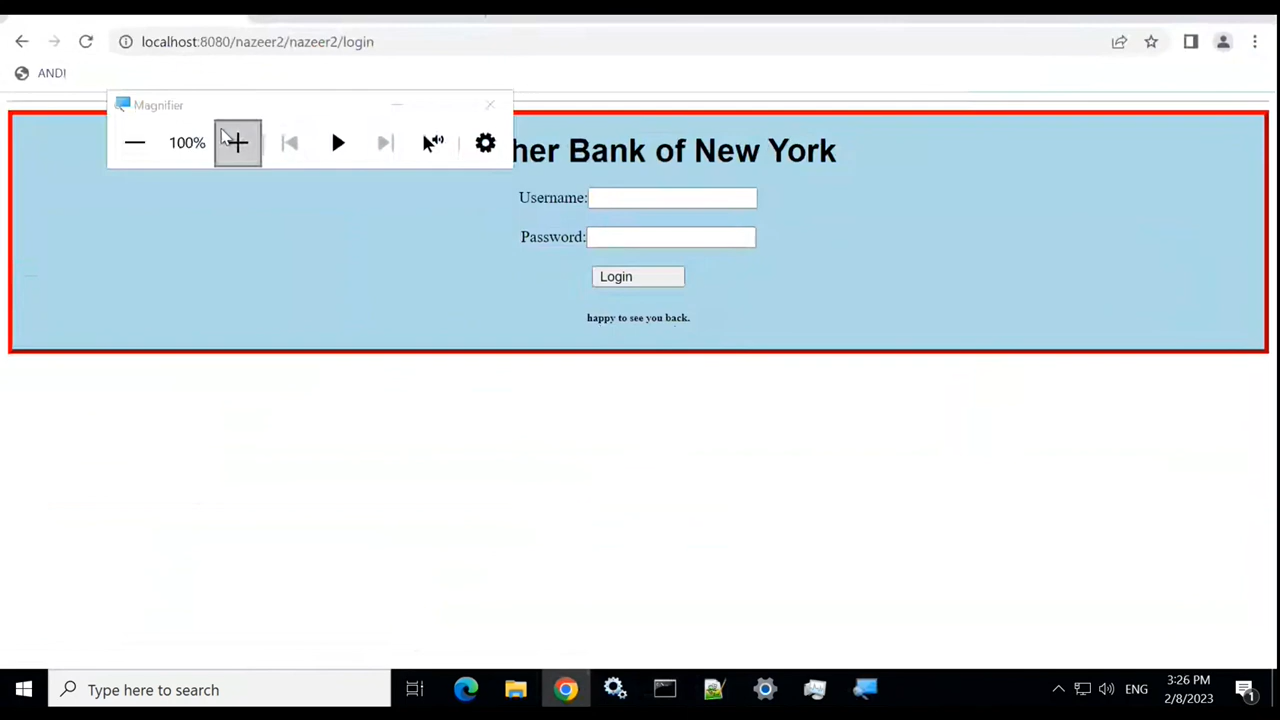 localhost:8080/nazeer2/nazeer2/login
ANDI
Magnifier
100%
her Bank of New York
Username:
Password:
Login
happy to see you back.
Type here to search
ENG
3:26 PM
2/8/2023
1